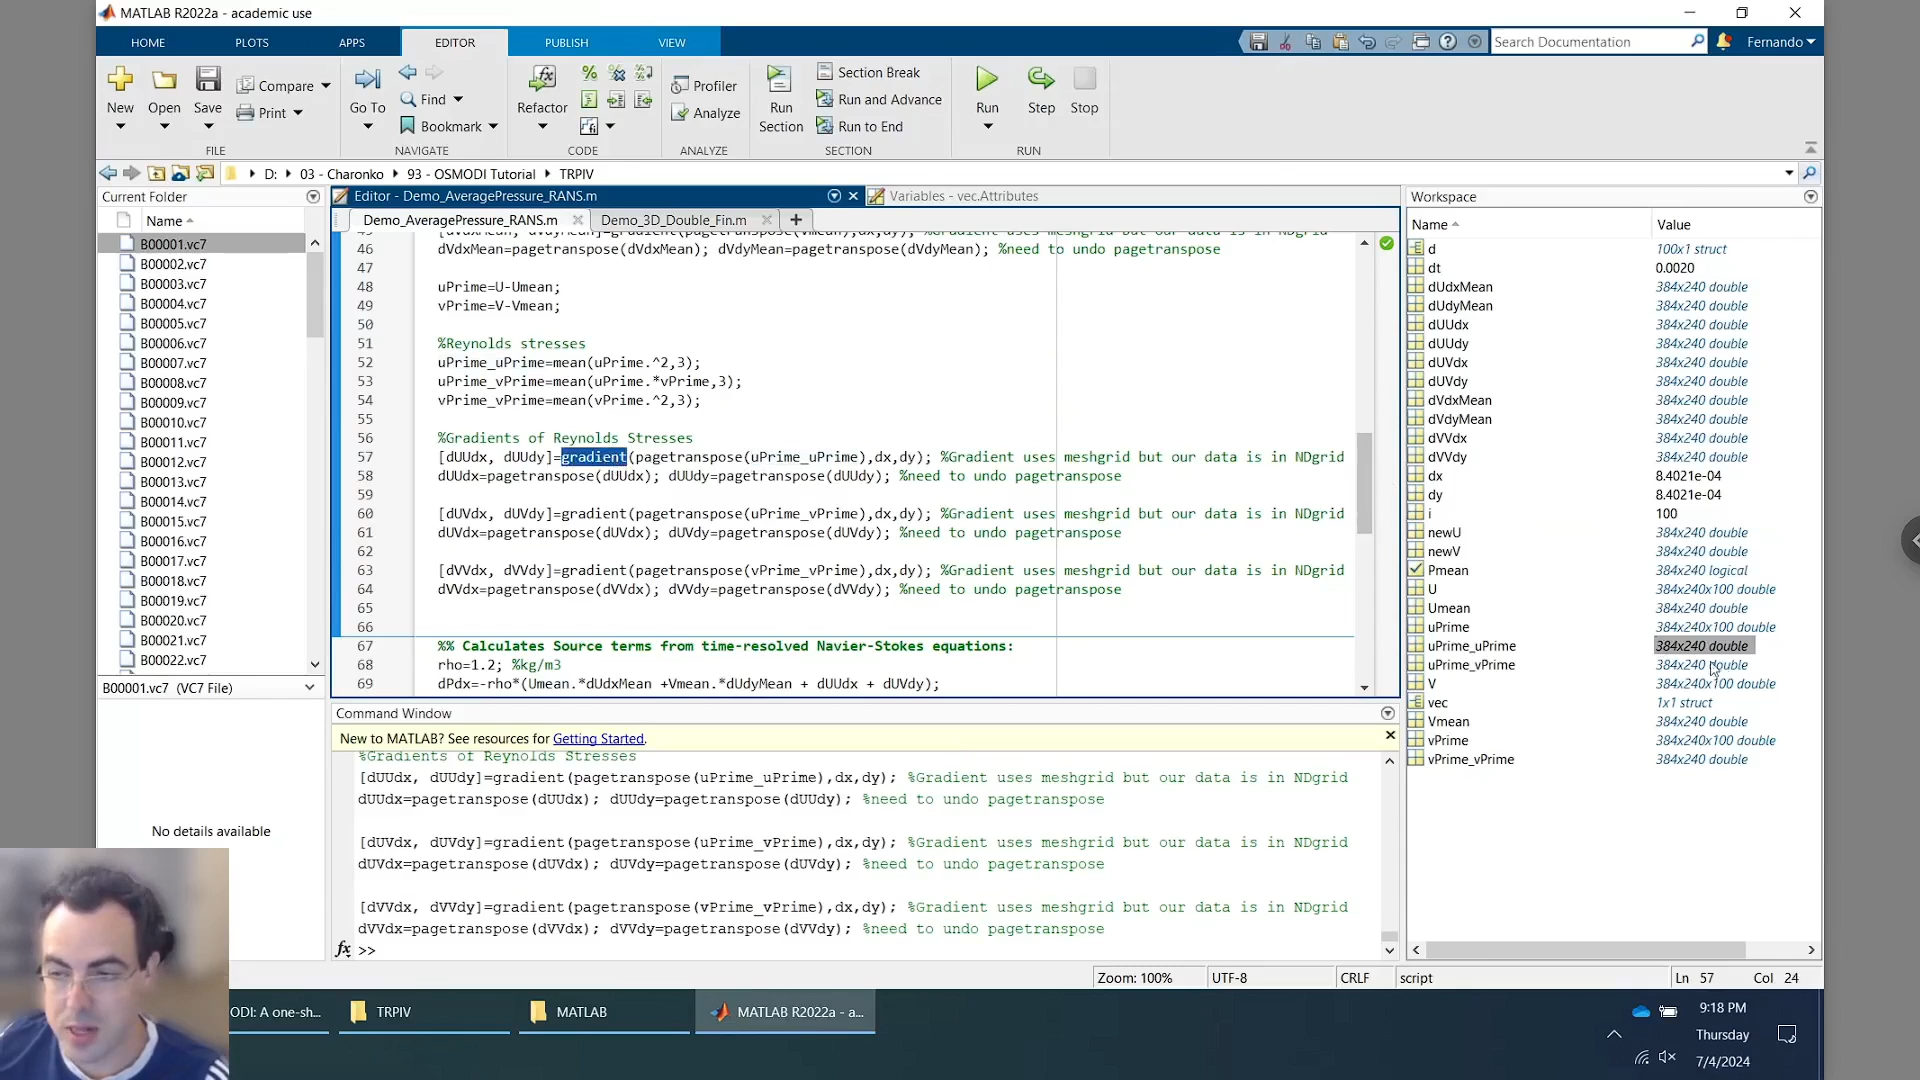 MATLAB R2022a - academic use
HOME PLOTS APPS EDITOR PUBLISH VIEW
Search Documentation
Fernando
New Open Save Compare Print
Go To Find Bookmark
Refactor
Profiler Analyze
Run Section
Section Break
Run and Advance
Run to End
Run Step Stop
FILE NAVIGATE CODE ANALYZE SECTION RUN
D: 03 - Charonko 93 - OSMODI Tutorial TRPIV
Current Folder
Name
B00001.vc7
B00002.vc7
B00003.vc7
B00004.vc7
B00005.vc7
B00006.vc7
B00007.vc7
B00008.vc7
B00009.vc7
B00010.vc7
B00011.vc7
B00012.vc7
B00013.vc7
B00014.vc7
B00015.vc7
B00016.vc7
B00017.vc7
B00018.vc7
B00019.vc7
B00020.vc7
B00021.vc7
B00022.vc7
B00001.vc7 (VC7 File)
No details available
Editor - Demo_AveragePressure_RANS.m
Variables - vec.Attributes
Demo_AveragePressure_RANS.m
Demo_3D_Double_Fin.m
46 dVdxMean=pagetranspose(dVdxMean); dVdyMean=pagetranspose(dVdyMean); %need to undo pagetranspose
47
48 uPrime=U-Umean;
49 vPrime=V-Vmean;
50
51 %Reynolds stresses
52 uPrime_uPrime=mean(uPrime.^2,3);
53 uPrime_vPrime=mean(uPrime.*vPrime,3);
54 vPrime_vPrime=mean(vPrime.^2,3);
55
56 %Gradients of Reynolds Stresses
57 [dUUdx, dUUdy]=gradient(pagetranspose(uPrime_uPrime),dx,dy); %Gradient uses meshgrid but our data is in NDgrid
58 dUUdx=pagetranspose(dUUdx); dUUdy=pagetranspose(dUUdy); %need to undo pagetranspose
59
60 [dUVdx, dUVdy]=gradient(pagetranspose(uPrime_vPrime),dx,dy); %Gradient uses meshgrid but our data is in NDgrid
61 dUVdx=pagetranspose(dUVdx); dUVdy=pagetranspose(dUVdy); %need to undo pagetranspose
62
63 [dVVdx, dVVdy]=gradient(pagetranspose(vPrime_vPrime),dx,dy); %Gradient uses meshgrid but our data is in NDgrid
64 dVVdx=pagetranspose(dVVdx); dVVdy=pagetranspose(dVVdy); %need to undo pagetranspose
65
66
67 %% Calculates Source terms from time-resolved Navier-Stokes equations:
68 rho=1.2; %kg/m3
69 dPdx=-rho*(Umean.*dUdxMean +Vmean.*dUdyMean + dUUdx + dUVdy);
Command Window
New to MATLAB? See resources for Getting Started.
%Gradients of Reynolds Stresses
[dUUdx, dUUdy]=gradient(pagetranspose(uPrime_uPrime),dx,dy); %Gradient uses meshgrid but our data is in NDgrid
dUUdx=pagetranspose(dUUdx); dUUdy=pagetranspose(dUUdy); %need to undo pagetranspose
[dUVdx, dUVdy]=gradient(pagetranspose(uPrime_vPrime),dx,dy); %Gradient uses meshgrid but our data is in NDgrid
dUVdx=pagetranspose(dUVdx); dUVdy=pagetranspose(dUVdy); %need to undo pagetranspose
[dVVdx, dVVdy]=gradient(pagetranspose(vPrime_vPrime),dx,dy); %Gradient uses meshgrid but our data is in NDgrid
dVVdx=pagetranspose(dVVdx); dVVdy=pagetranspose(dVVdy); %need to undo pagetranspose
fx >>
Workspace
Name Value
d 100x1 struct
dt 0.0020
dUdxMean 384x240 double
dUdyMean 384x240 double
dUUdx 384x240 double
dUUdy 384x240 double
dUVdx 384x240 double
dUVdy 384x240 double
dVdxMean 384x240 double
dVdyMean 384x240 double
dVVdx 384x240 double
dVVdy 384x240 double
dx 8.4021e-04
dy 8.4021e-04
i 100
newU 384x240 double
newV 384x240 double
Pmean 384x240 logical
U 384x240x100 double
Umean 384x240 double
uPrime 384x240x100 double
uPrime_uPrime 384x240 double
uPrime_vPrime 384x240 double
V 384x240x100 double
vec 1x1 struct
Vmean 384x240 double
vPrime 384x240x100 double
vPrime_vPrime 384x240 double
Zoom: 100% UTF-8 CRLF script Ln 57 Col 24
ODI: A one-sh...
TRPIV
MATLAB
MATLAB R2022a - a...
9:18 PM
Thursday
7/4/2024